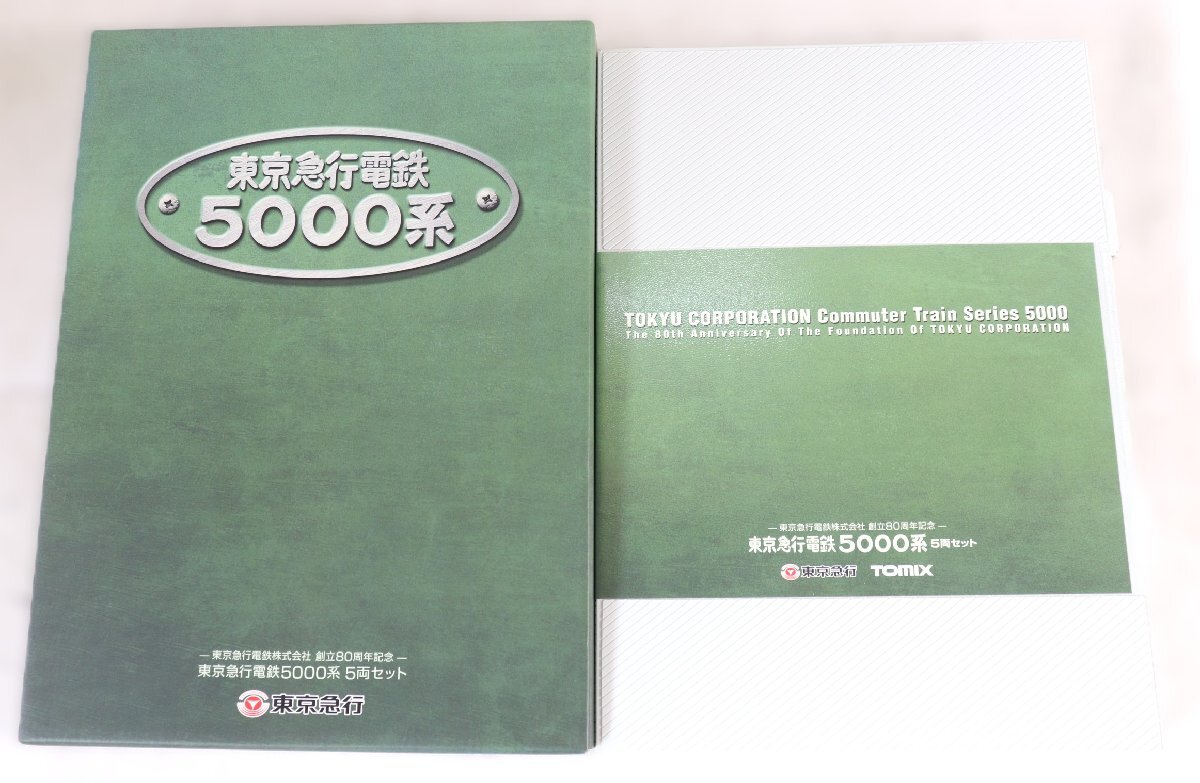 東京急行電鉄
5000系
― 東京急行電鉄株式会社 創立80周年記念 ―
東京急行電鉄5000系 5両セット
東京急行
TOKYU CORPORATION Commuter Train Series 5000
The 80th Anniversary Of The Foundation Of TOKYU CORPORATION
― 東京急行電鉄株式会社 創立80周年記念 ―
東京急行電鉄5000系 5両セット
東京急行 TOMIX